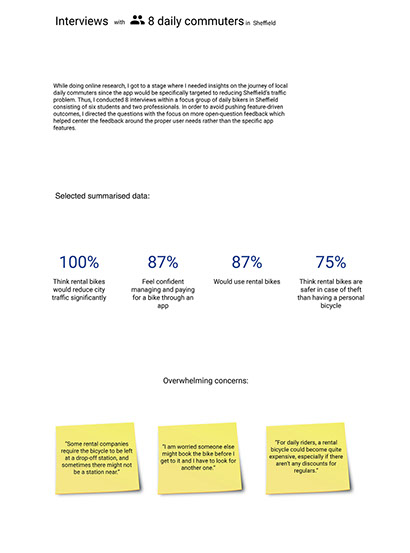 Interviews with 8 daily commuters in Sheffield
While doing online research, I got to a stage where I needed insights on the journey of local
daily commuters since the app would be specifically targeted to reducing Sheffield's traffic
problem. Thus, I conducted 8 interviews within a focus group of daily bikers in Sheffield
consisting of six students and two professionals. In order to avoid pushing feature-driven
outcomes, I directed the questions with the focus on more open-question feedback which
helped center the feedback around the proper user needs rather than the specific app
features.
Selected summarised data:
100%
Think rental bikes
would reduce city
traffic significantly
87%
Feel confident
managing and paying
for a bike through an
app
87%
Would use rental bikes
75%
Think rental bikes are
safer in case of theft
than having a personal
bicycle
Overwhelming concerns:
"Some rental companies
require the bicycle to be left
at a drop-off station, and
sometimes there might not
be a station near."
"I am worried someone else
might book the bike before I
get to it and I have to look for
another one."
"For daily riders, a rental
bicycle could become quite
expensive, especially if there
aren't any discounts for
regulars."